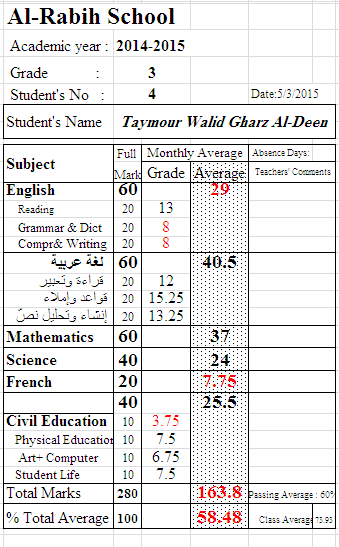 Al-Rabih School
Academic year : 2014-2015
Grade : 3
Student's No : 4 Date:5/3/2015
Student's Name Taymour Walid Gharz Al-Deen
Subject Full Mark Monthly Average Absence Days:
Grade Average Teachers' Comments
English 60 29
Reading 20 13
Grammar & Dict 20 8
Compr& Writing 20 8
لغة عربية 60 40.5
قراءة وتعبير 20 12
قواعد وإملاء 20 15.25
إنشاء وتحليل نصّ 20 13.25
Mathematics 60 37
Science 40 24
French 20 7.75
40 25.5
Civil Education 10 3.75
Physical Education 10 7.5
Art+ Computer 10 6.75
Student Life 10 7.5
Total Marks 280 163.8 Passing Average : 60%
% Total Average 100 58.48 Class Average 73.93